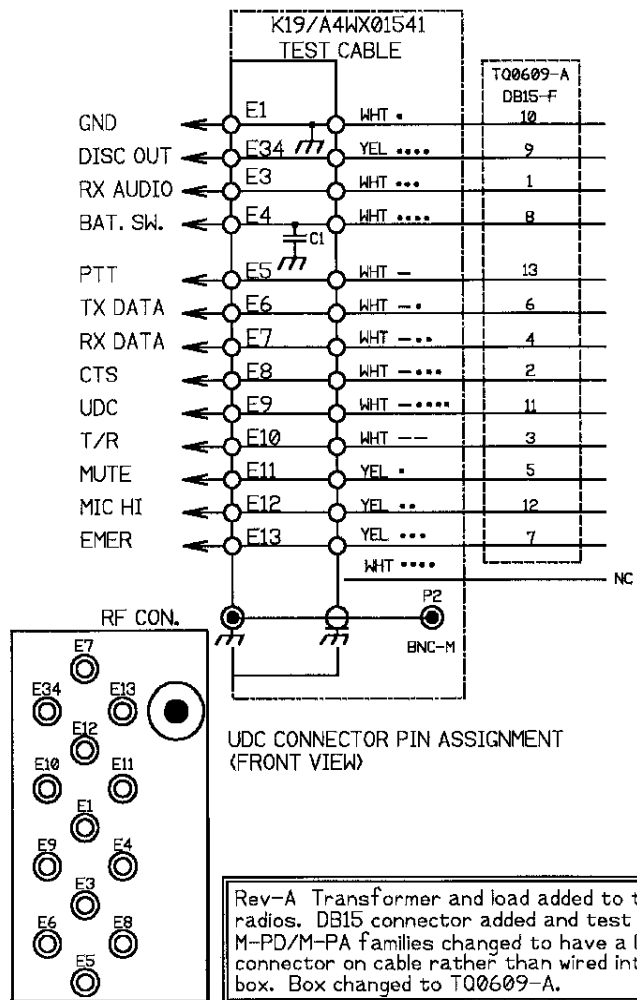 K19/A4WX01541
TEST CABLE
TQ0609-A
DB15-F
GND E1 WHT • 10
DISC OUT E34 YEL •••• 9
RX AUDIO E3 WHT ••• 1
BAT. SW. E4 WHT •••• 8
C1
PTT E5 WHT — 13
TX DATA E6 WHT —• 6
RX DATA E7 WHT —•• 4
CTS E8 WHT —••• 2
UDC E9 WHT —•••• 11
T/R E10 WHT —— 3
MUTE E11 YEL • 5
MIC HI E12 YEL •• 12
EMER E13 YEL ••• 7
WHT ••••
NC
RF CON.
P2
BNC-M
E7
E34
E13
E12
E10
E11
E1
E9
E4
E3
E6
E8
E5
UDC CONNECTOR PIN ASSIGNMENT
(FRONT VIEW)
Rev-A Transformer and load added to
radios. DB15 connector added and test
M-PD/M-PA families changed to have a
connector on cable rather than wired
box. Box changed to TQ0609-A.